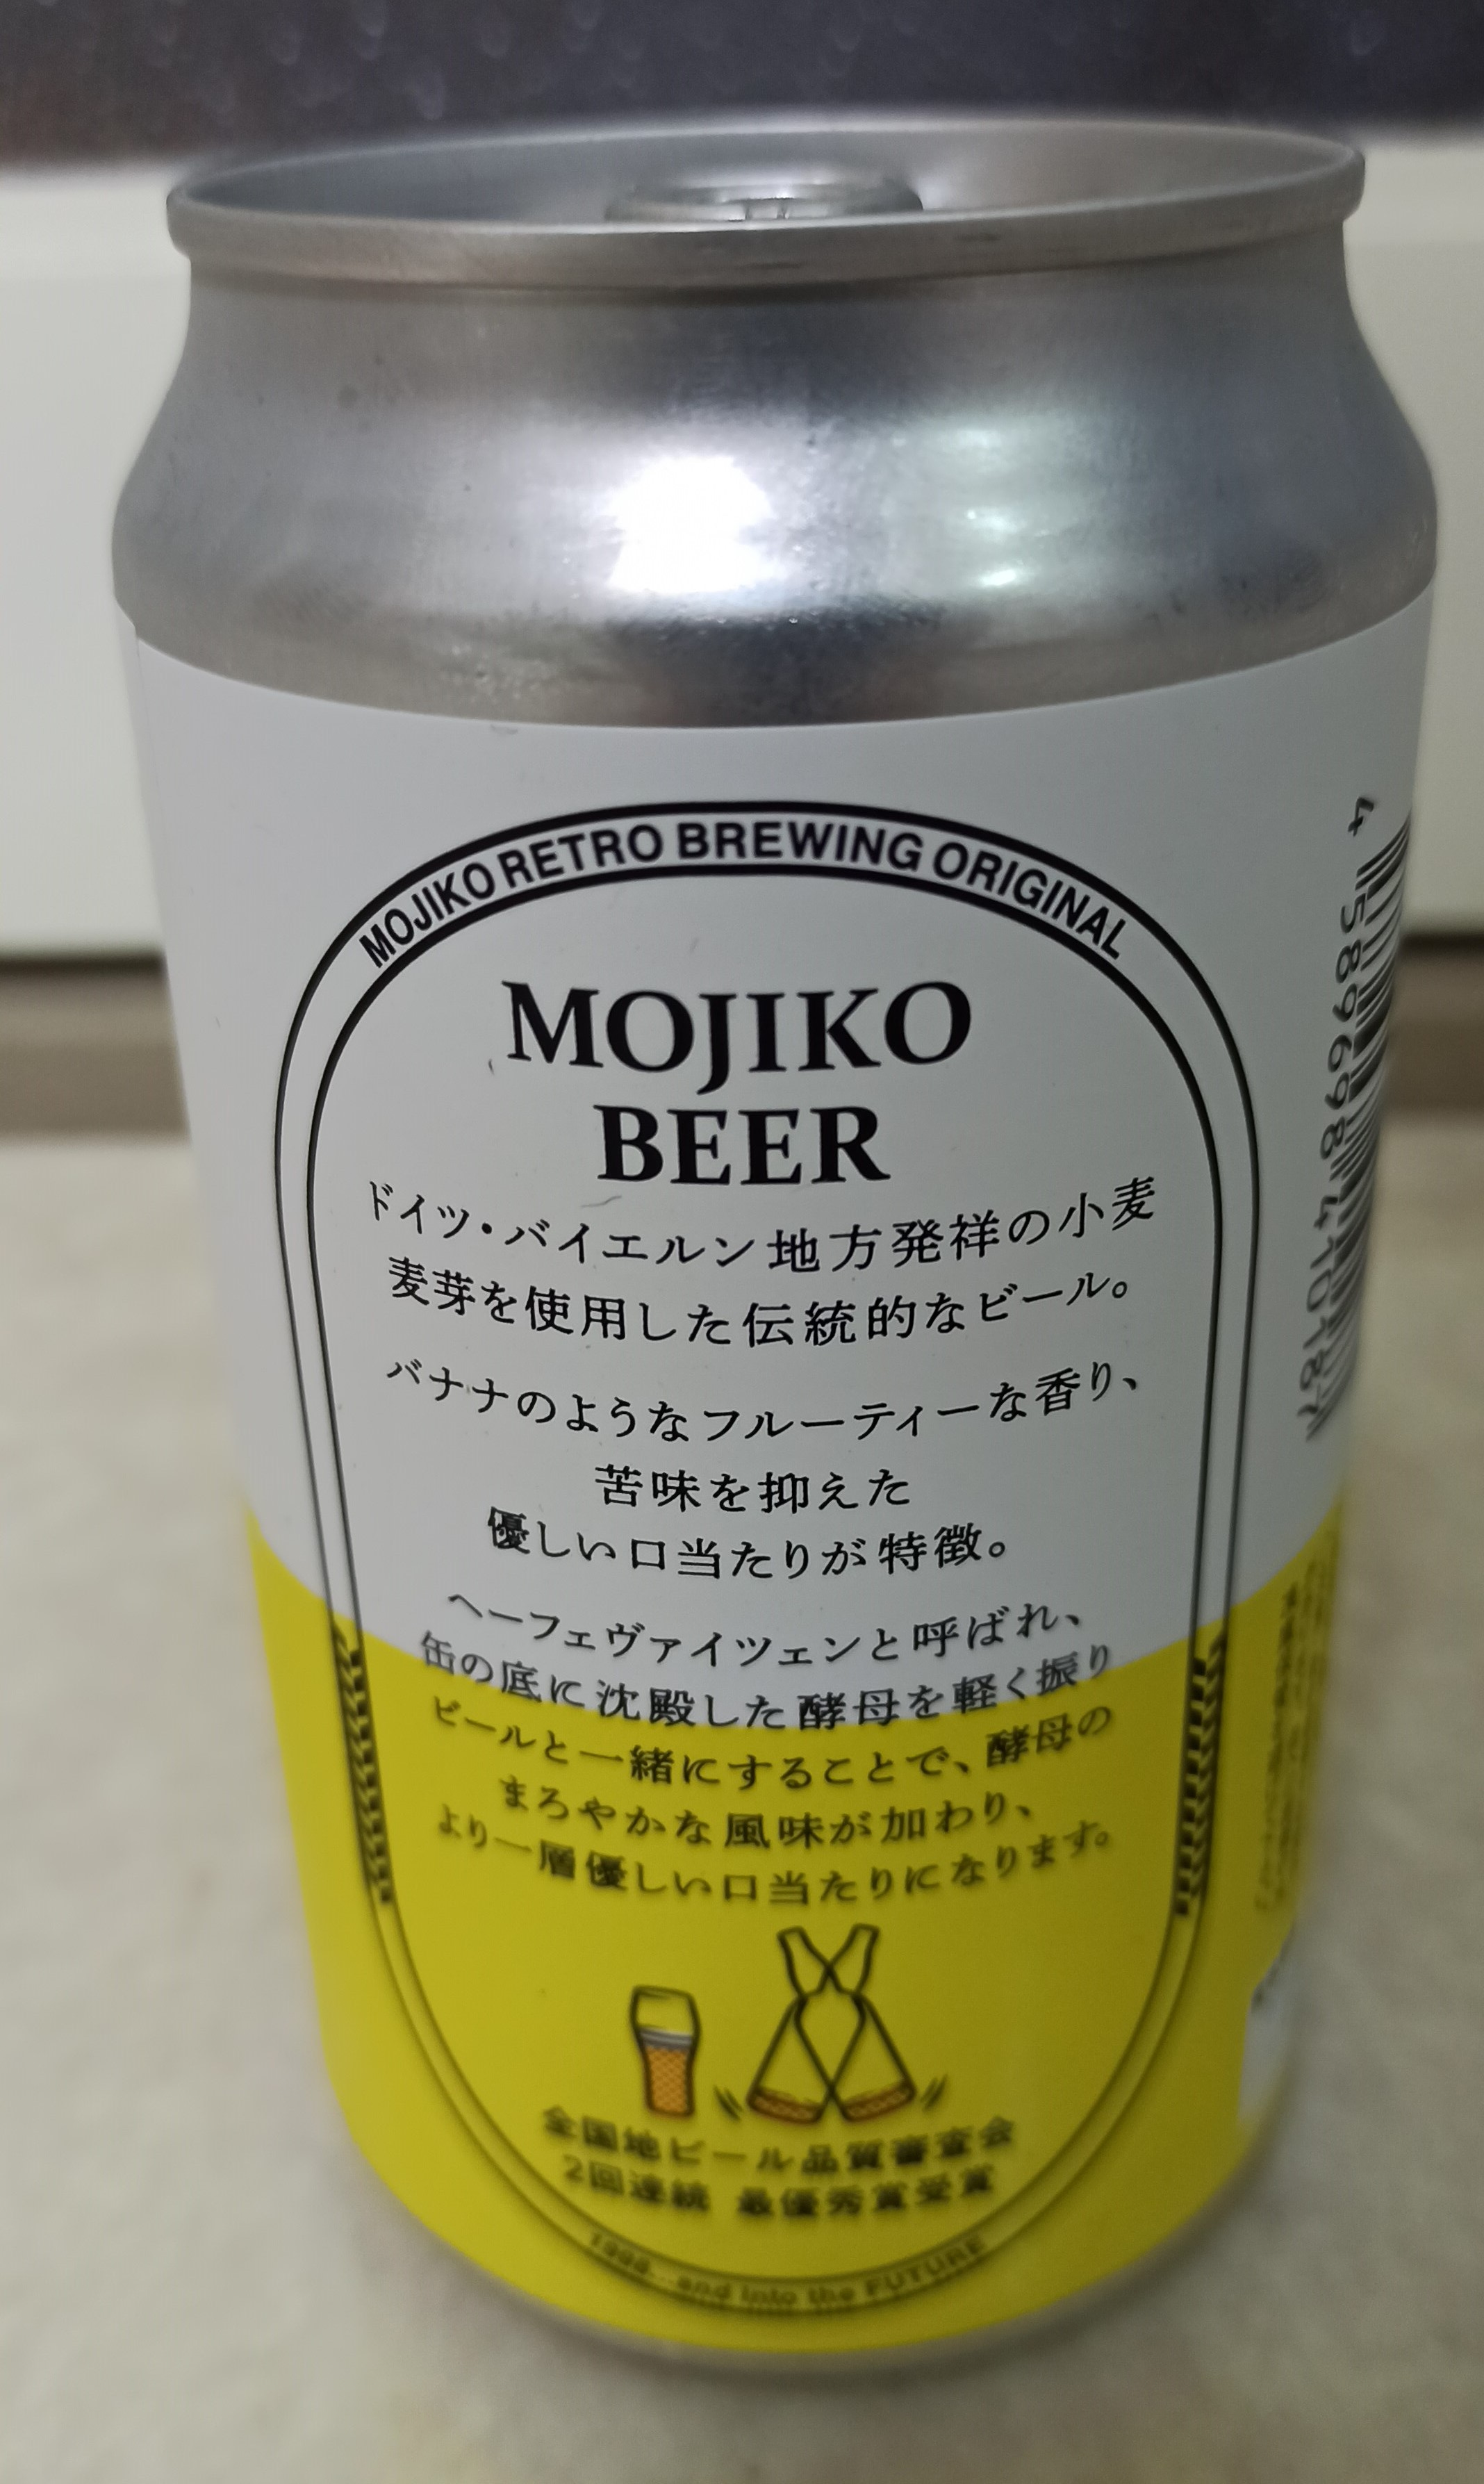 MOJIKO RETRO BREWING ORIGINAL
MOJIKO
BEER
ドイツ・バイエルン地方発祥の小麦
麦芽を使用した伝統的なビール。
バナナのようなフルーティーな香り、
苦味を抑えた
優しい口当たりが特徴。
ヘーフェヴァイツェンと呼ばれ、
缶の底に沈殿した酵母を軽く振り
ビールと一緒にすることで、酵母の
まろやかな風味が加わり、
より一層優しい口当たりになります。
全国地ビール品質審査会
2回連続 最優秀賞受賞
1998...and into the FUTURE
4 589698 410187